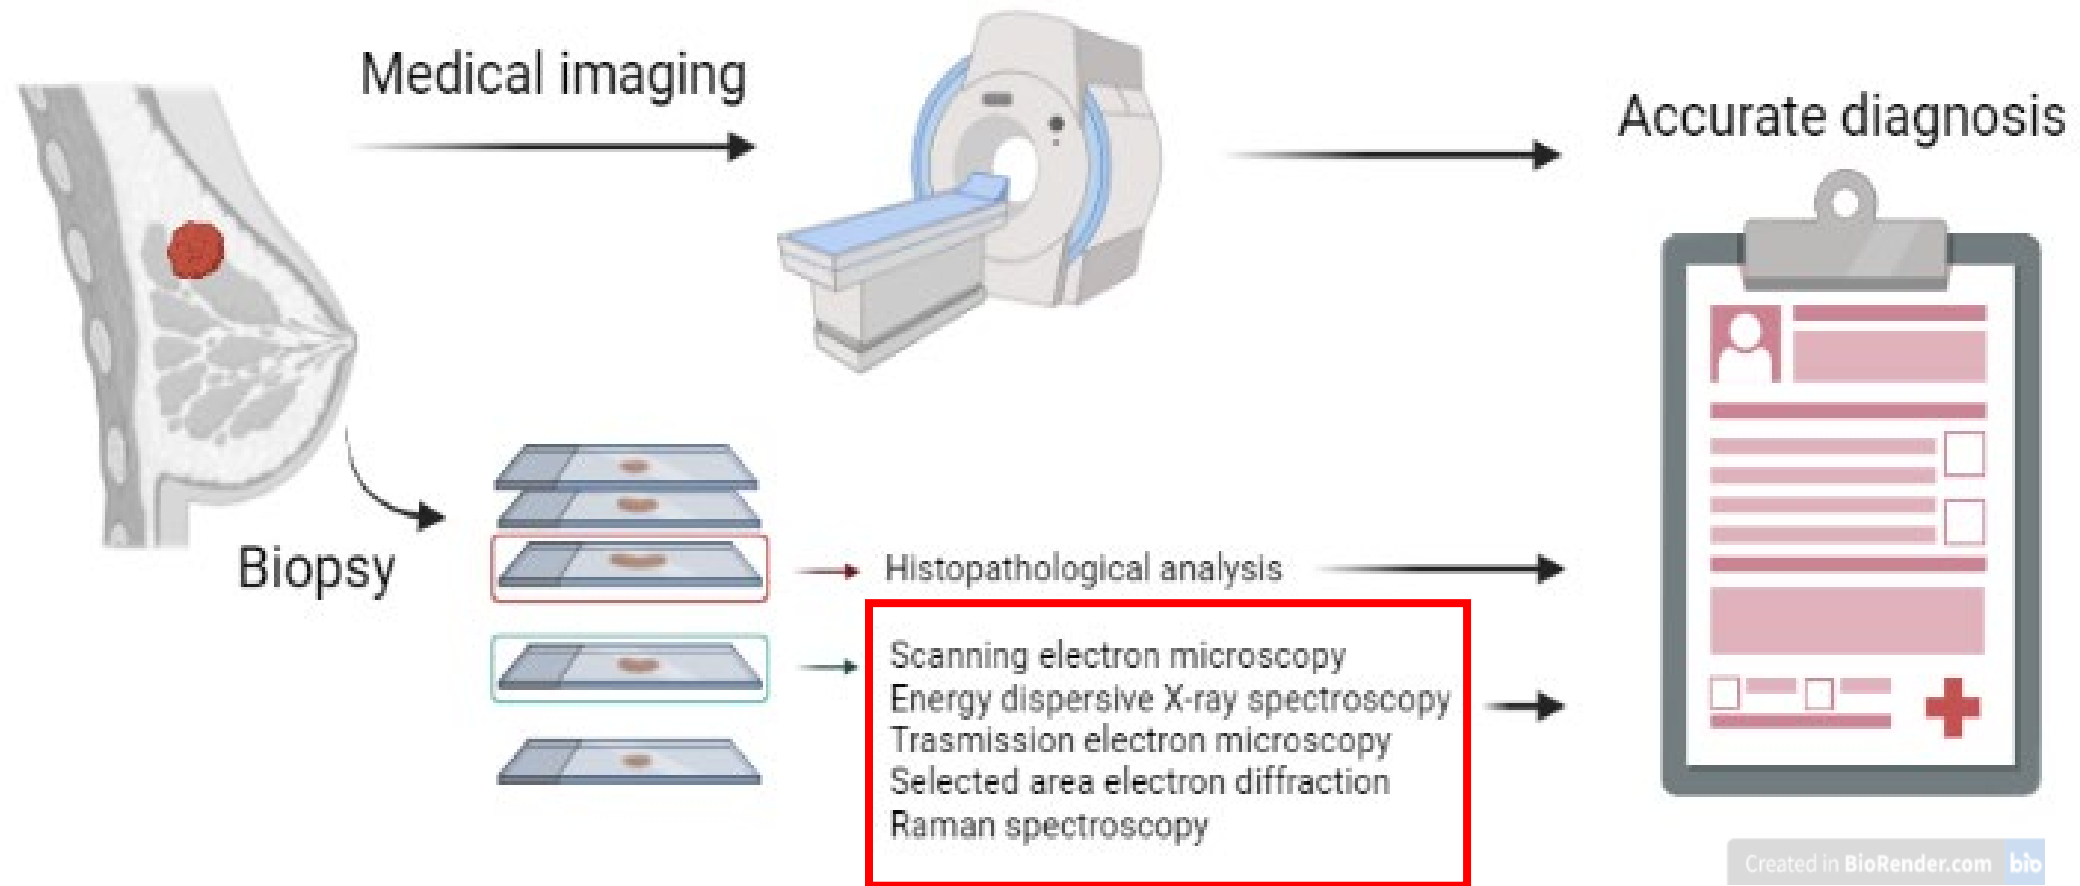 Medical imaging
Accurate diagnosis
Biopsy
Histopathological analysis
Scanning electron microscopy
Energy dispersive X-ray spectroscopy
Trasmission electron microscopy
Selected area electron diffraction
Raman spectroscopy
Created in BioRender.com bio